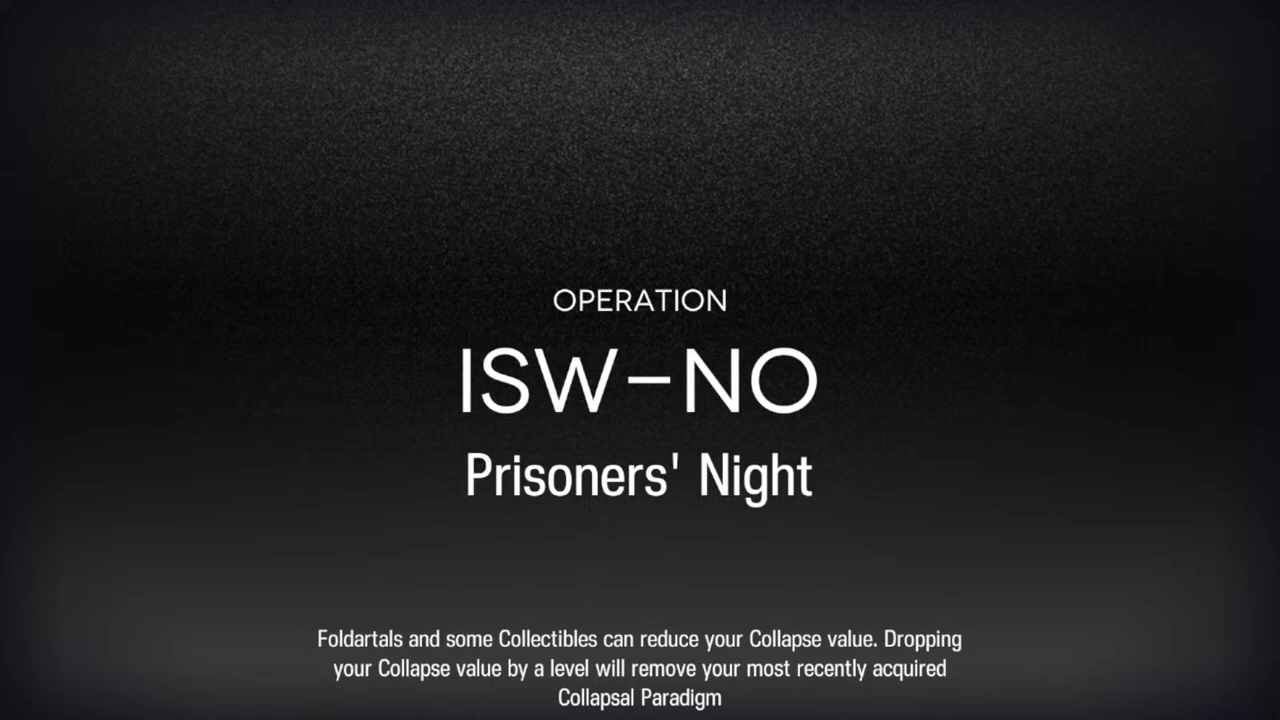 OPERATION
ISW-NO
Prisoners' Night
Foldartals and some Collectibles can reduce your Collapse value. Dropping
your Collapse value by a level will remove your most recently acquired
Collapsal Paradigm